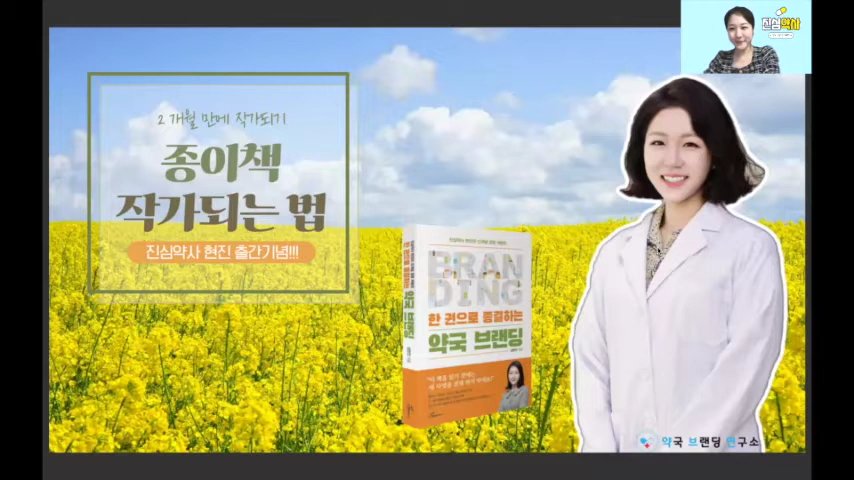 진심약사
2 개월 만에 작가되기
종이책
작가되는 법
진심약사 현진 출간기념!!!
BRAN
DING
한 권으로 종결하는
약국 브랜딩
약국 브랜딩 연구소